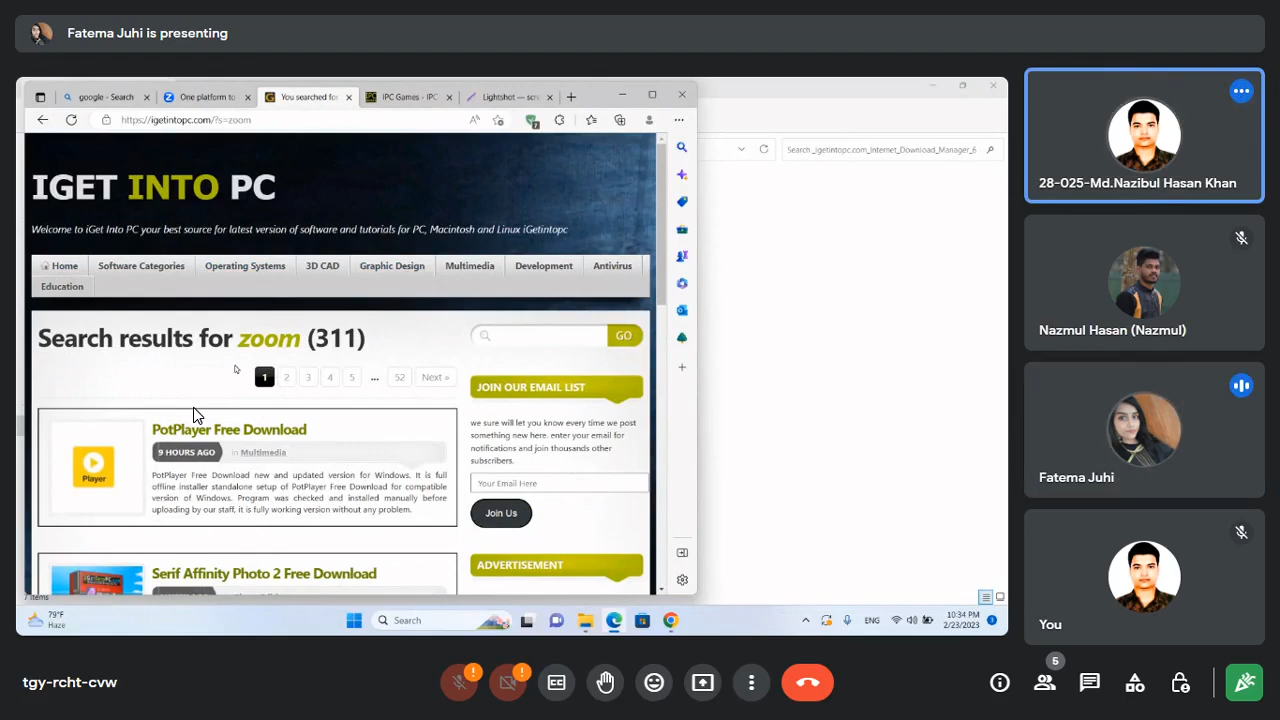 Fatema Juhi is presenting
google - Search
One platform to
You searched for
IPC Games - IPC
Lightshot — scre
https://igetintopc.com/?s=zoom
Search _igetintopc.com_Internet_Download_Manager_6
IGET INTO PC
Welcome to iGet Into PC your best source for latest version of software and tutorials for PC, Macintosh and Linux iGetintopc
Home
Software Categories
Operating Systems
3D CAD
Graphic Design
Multimedia
Development
Antivirus
Education
Search results for zoom (311)
GO
1 2 3 4 5 ... 52 Next »
JOIN OUR EMAIL LIST
we sure will let you know every time we post
something new here. enter your email for
notifications and join thousands other
subscribers.
Your Email Here
Join Us
ADVERTISEMENT
PotPlayer Free Download
9 HOURS AGO in Multimedia
PotPlayer Free Download new and updated version for Windows. It is full
offline installer standalone setup of PotPlayer Free Download for compatible
version of Windows. Program was checked and installed manually before
uploading by our staff, it is fully working version without any problem.
Player
Serif Affinity Photo 2 Free Download
7 items
79°F
Haze
Search
ENG
10:34 PM
2/23/2023
28-025-Md.Nazibul Hasan Khan
Nazmul Hasan (Nazmul)
Fatema Juhi
You
tgy-rcht-cvw
5